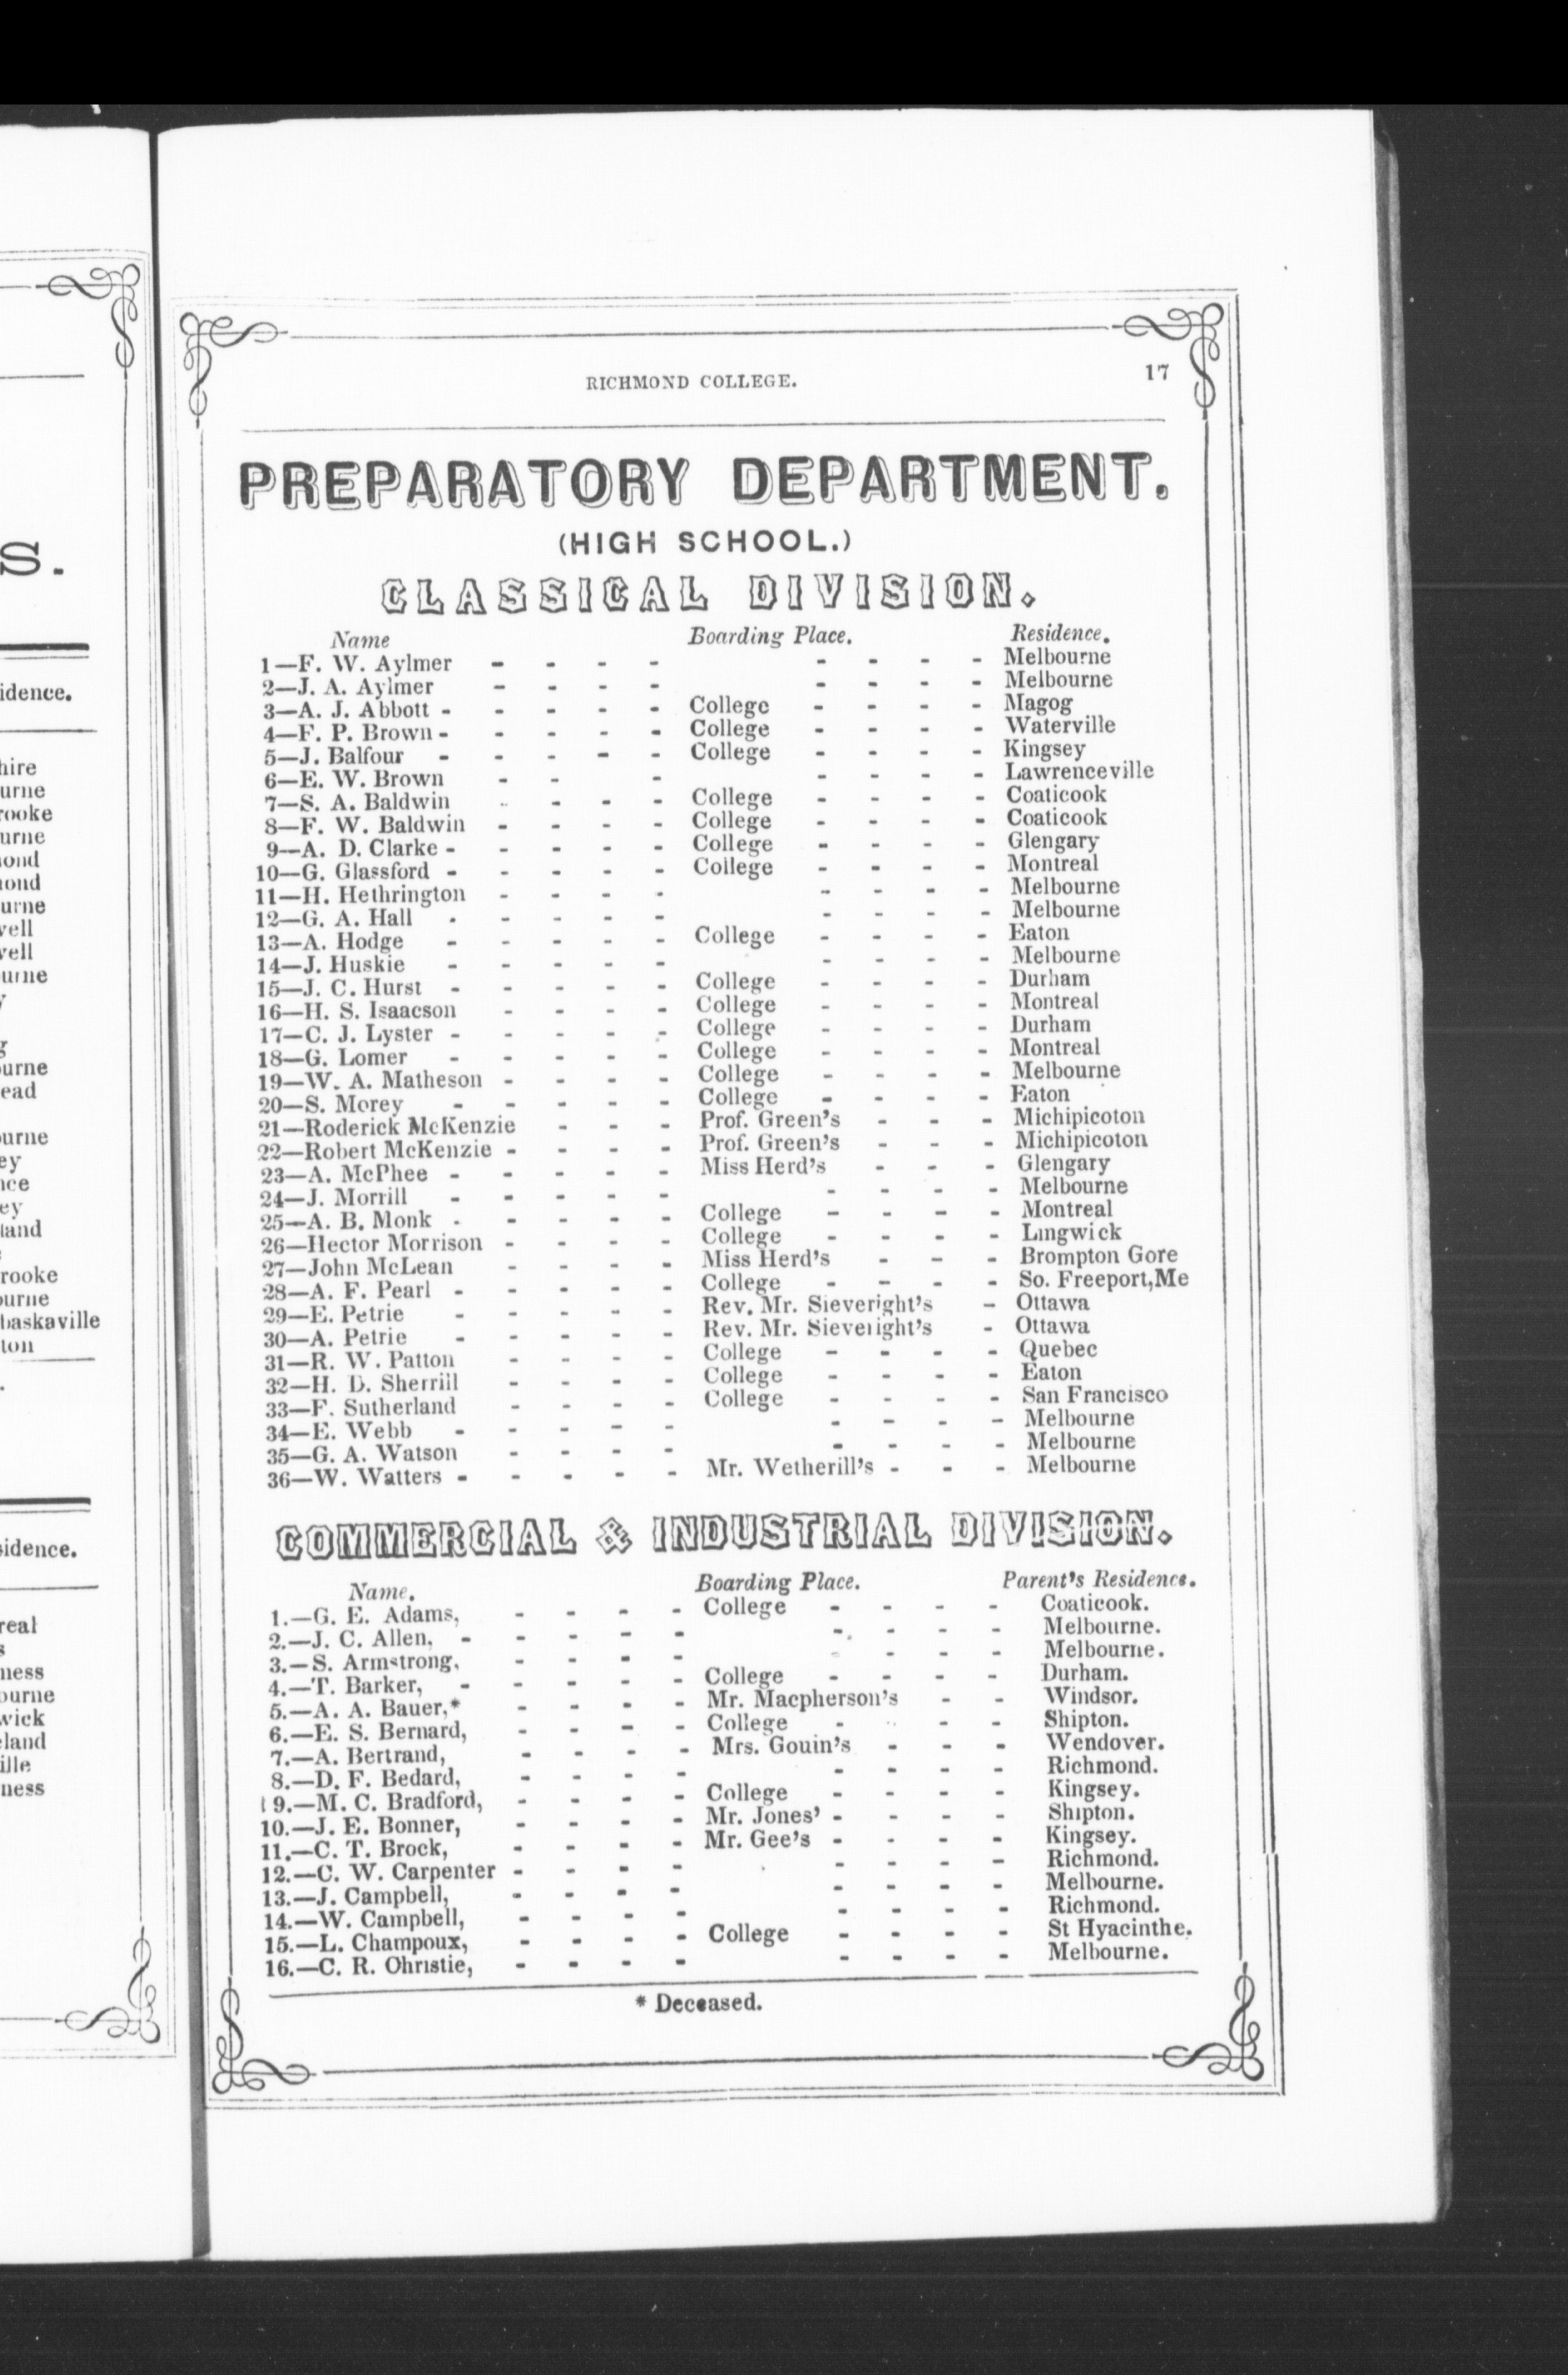 RICHMOND COLLEGE.
17
PREPARATORY DEPARTMENT.
(HIGH SCHOOL.)
CLASSICAL DIVISION.
Name Boarding Place. Residence.
1—F. W. Aylmer - - - - - - - - Melbourne
2—J. A. Aylmer - - - - - - - - Melbourne
3—A. J. Abbott - - - - - College - - - - Magog
4—F. P. Brown - - - - - College - - - - Waterville
5—J. Balfour - - - - - College - - - - Kingsey
6—E. W. Brown - - - - - - - Lawrenceville
7—S. A. Baldwin - - - - College - - - - Coaticook
8—F. W. Baldwin - - - - College - - - - Coaticook
9—A. D. Clarke - - - - - College - - - - Glengary
10—G. Glassford - - - - - College - - - - Montreal
11—H. Hethrington - - - - - - - - Melbourne
12—G. A. Hall - - - - - - - - - Melbourne
13—A. Hodge - - - - - College - - - - Eaton
14—J. Huskie - - - - - - - - - Melbourne
15—J. C. Hurst - - - - - College - - - - Durham
16—H. S. Isaacson - - - - College - - - - Montreal
17—C. J. Lyster - - - - - College - - - - Durham
18—G. Lomer - - - - - College - - - - Montreal
19—W. A. Matheson - - - - College - - - - Melbourne
20—S. Morey - - - - - College - - - - Eaton
21—Roderick McKenzie - - - Prof. Green's - - - Michipicoton
22—Robert McKenzie - - - - Prof. Green's - - - Michipicoton
23—A. McPhee - - - - - Miss Herd's - - - Glengary
24—J. Morrill - - - - - - - - - Melbourne
25—A. B. Monk - - - - - College - - - - Montreal
26—Hector Morrison - - - - College - - - - Lingwick
27—John McLean - - - - Miss Herd's - - - Brompton Gore
28—A. F. Pearl - - - - - College - - - - So. Freeport,Me
29—E. Petrie - - - - - Rev. Mr. Sieveright's - Ottawa
30—A. Petrie - - - - - Rev. Mr. Sieveright's - Ottawa
31—R. W. Patton - - - - College - - - - Quebec
32—H. D. Sherrill - - - - College - - - - Eaton
33—F. Sutherland - - - - College - - - - San Francisco
34—E. Webb - - - - - - - - - Melbourne
35—G. A. Watson - - - - - - - - Melbourne
36—W. Watters - - - - - Mr. Wetherill's - - - Melbourne
COMMERCIAL & INDUSTRIAL DIVISION.
Name. Boarding Place. Parent's Residence.
1.—G. E. Adams, - - - - College - - - - Coaticook.
2.—J. C. Allen, - - - - - - - - - Melbourne.
3.—S. Armstrong, - - - - - - - - Melbourne.
4.—T. Barker, - - - - - College - - - - Durham.
5.—A. A. Bauer,* - - - - Mr. Macpherson's - - Windsor.
6.—E. S. Bernard, - - - - College - - - - Shipton.
7.—A. Bertrand, - - - - Mrs. Gouin's - - - Wendover.
8.—D. F. Bedard, - - - - - - - - Richmond.
9.—M. C. Bradford, - - - - College - - - - Kingsey.
10.—J. E. Bonner, - - - - Mr. Jones' - - - - Shipton.
11.—C. T. Brock, - - - - Mr. Gee's - - - - Kingsey.
12.—C. W. Carpenter - - - - - - - - Richmond.
13.—J. Campbell, - - - - - - - - Melbourne.
14.—W. Campbell, - - - - - - - - Richmond.
15.—L. Champoux, - - - - College - - - - St Hyacinthe.
16.—C. R. Ohristie, - - - - - - - - Melbourne.
* Deceased.